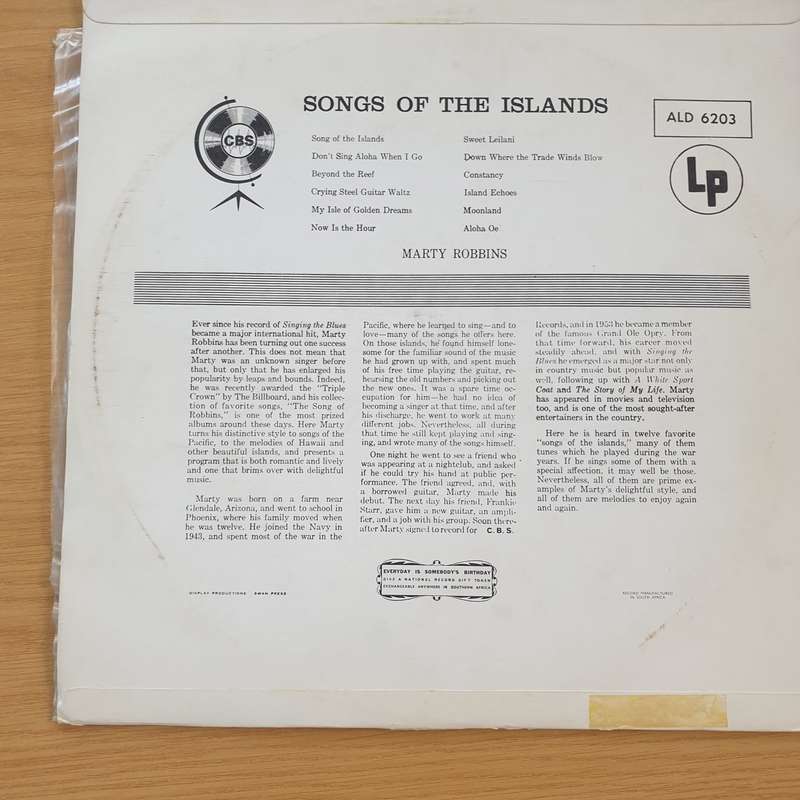 SONGS OF THE ISLANDS
ALD 6203
CBS
Lp
Song of the Islands
Don't Sing Aloha When I Go
Beyond the Reef
Crying Steel Guitar Waltz
My Isle of Golden Dreams
Now Is the Hour
Sweet Leilani
Down Where the Trade Winds Blow
Constancy
Island Echoes
Moonland
Aloha Oe
MARTY ROBBINS
Ever since his record of Singing the Blues
became a major international hit, Marty
Robbins has been turning out one success
after another. This does not mean that
Marty was an unknown singer before
that, but only that he has enlarged his
popularity by leaps and bounds. Indeed,
he was recently awarded the "Triple
Crown" by The Billboard, and his collec-
tion of favorite songs, "The Song of
Robbins," is one of the most prized
albums around these days. Here Marty
turns his distinctive style to songs of the
Pacific, to the melodies of Hawaii and
other beautiful islands, and presents a
program that is both romantic and lively
and one that brims over with delightful
music.
Marty was born on a farm near
Glendale, Arizona, and went to school in
Phoenix, where his family moved when
he was twelve. He joined the Navy in
1943, and spent most of the war in the
Pacific, where he learned to sing—and to
love—many of the songs he offers here.
On those islands, he found himself lone-
some for the familiar sound of the music
he had grown up with, and spent much
of his free time playing the guitar, re-
hearsing the old numbers and picking out
the new ones. It was a spare time oc-
cupation for him—he had no idea of
becoming a singer at that time, and after
his discharge, he went to work at many
different jobs. Nevertheless, all during
that time he still kept playing and sing-
ing, and wrote many of the songs himself.
One night he went to see a friend who
was appearing at a nightclub, and asked
if he could try his hand at public per-
formance. The friend agreed, and, with
a borrowed guitar, Marty made his
debut. The next day his friend, Frankie
Starr, gave him a new guitar, an ampli-
fier, and a job with his group. Soon there-
after Marty signed to record for C.B.S.
Records, and in 1953 he became a member
of the famous Grand Ole Opry. From
that time forward, his career moved
steadily ahead, and with Singing the
Blues he emerged as a major star not only
in country music but popular music as
well, following up with A White Sport
Coat and The Story of My Life. Marty
has appeared in movies and television
too, and is one of the most sought-after
entertainers in the country.
Here he is heard in twelve favorite
"songs of the islands," many of them
tunes which he played during the war
years. If he sings some of them with a
special affection, it may well be those.
Nevertheless, all of them are prime ex-
amples of Marty's delightful style, and
all of them are melodies to enjoy again
and again.
EVERYDAY IS SOMEBODY'S BIRTHDAY
GIVE A NATIONAL RECORD GIFT TOKEN
EXCHANGEABLE ANYWHERE IN SOUTHERN AFRICA
DISPLAY PRODUCTIONS SWAN PRESS
RECORD MANUFACTURED
IN SOUTH AFRICA